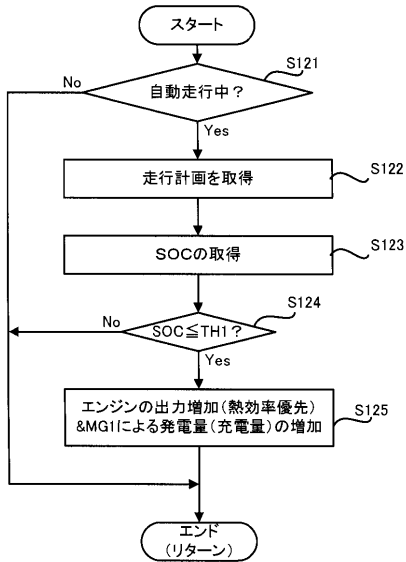 スタート
S121
No
自動走行中？
Yes
走行計画を取得
S122
SOCの取得
S123
S124
No
SOC≦TH1？
Yes
エンジンの出力増加（熱効率優先）
&MG1による発電量（充電量）の増加
S125
エンド
（リターン）